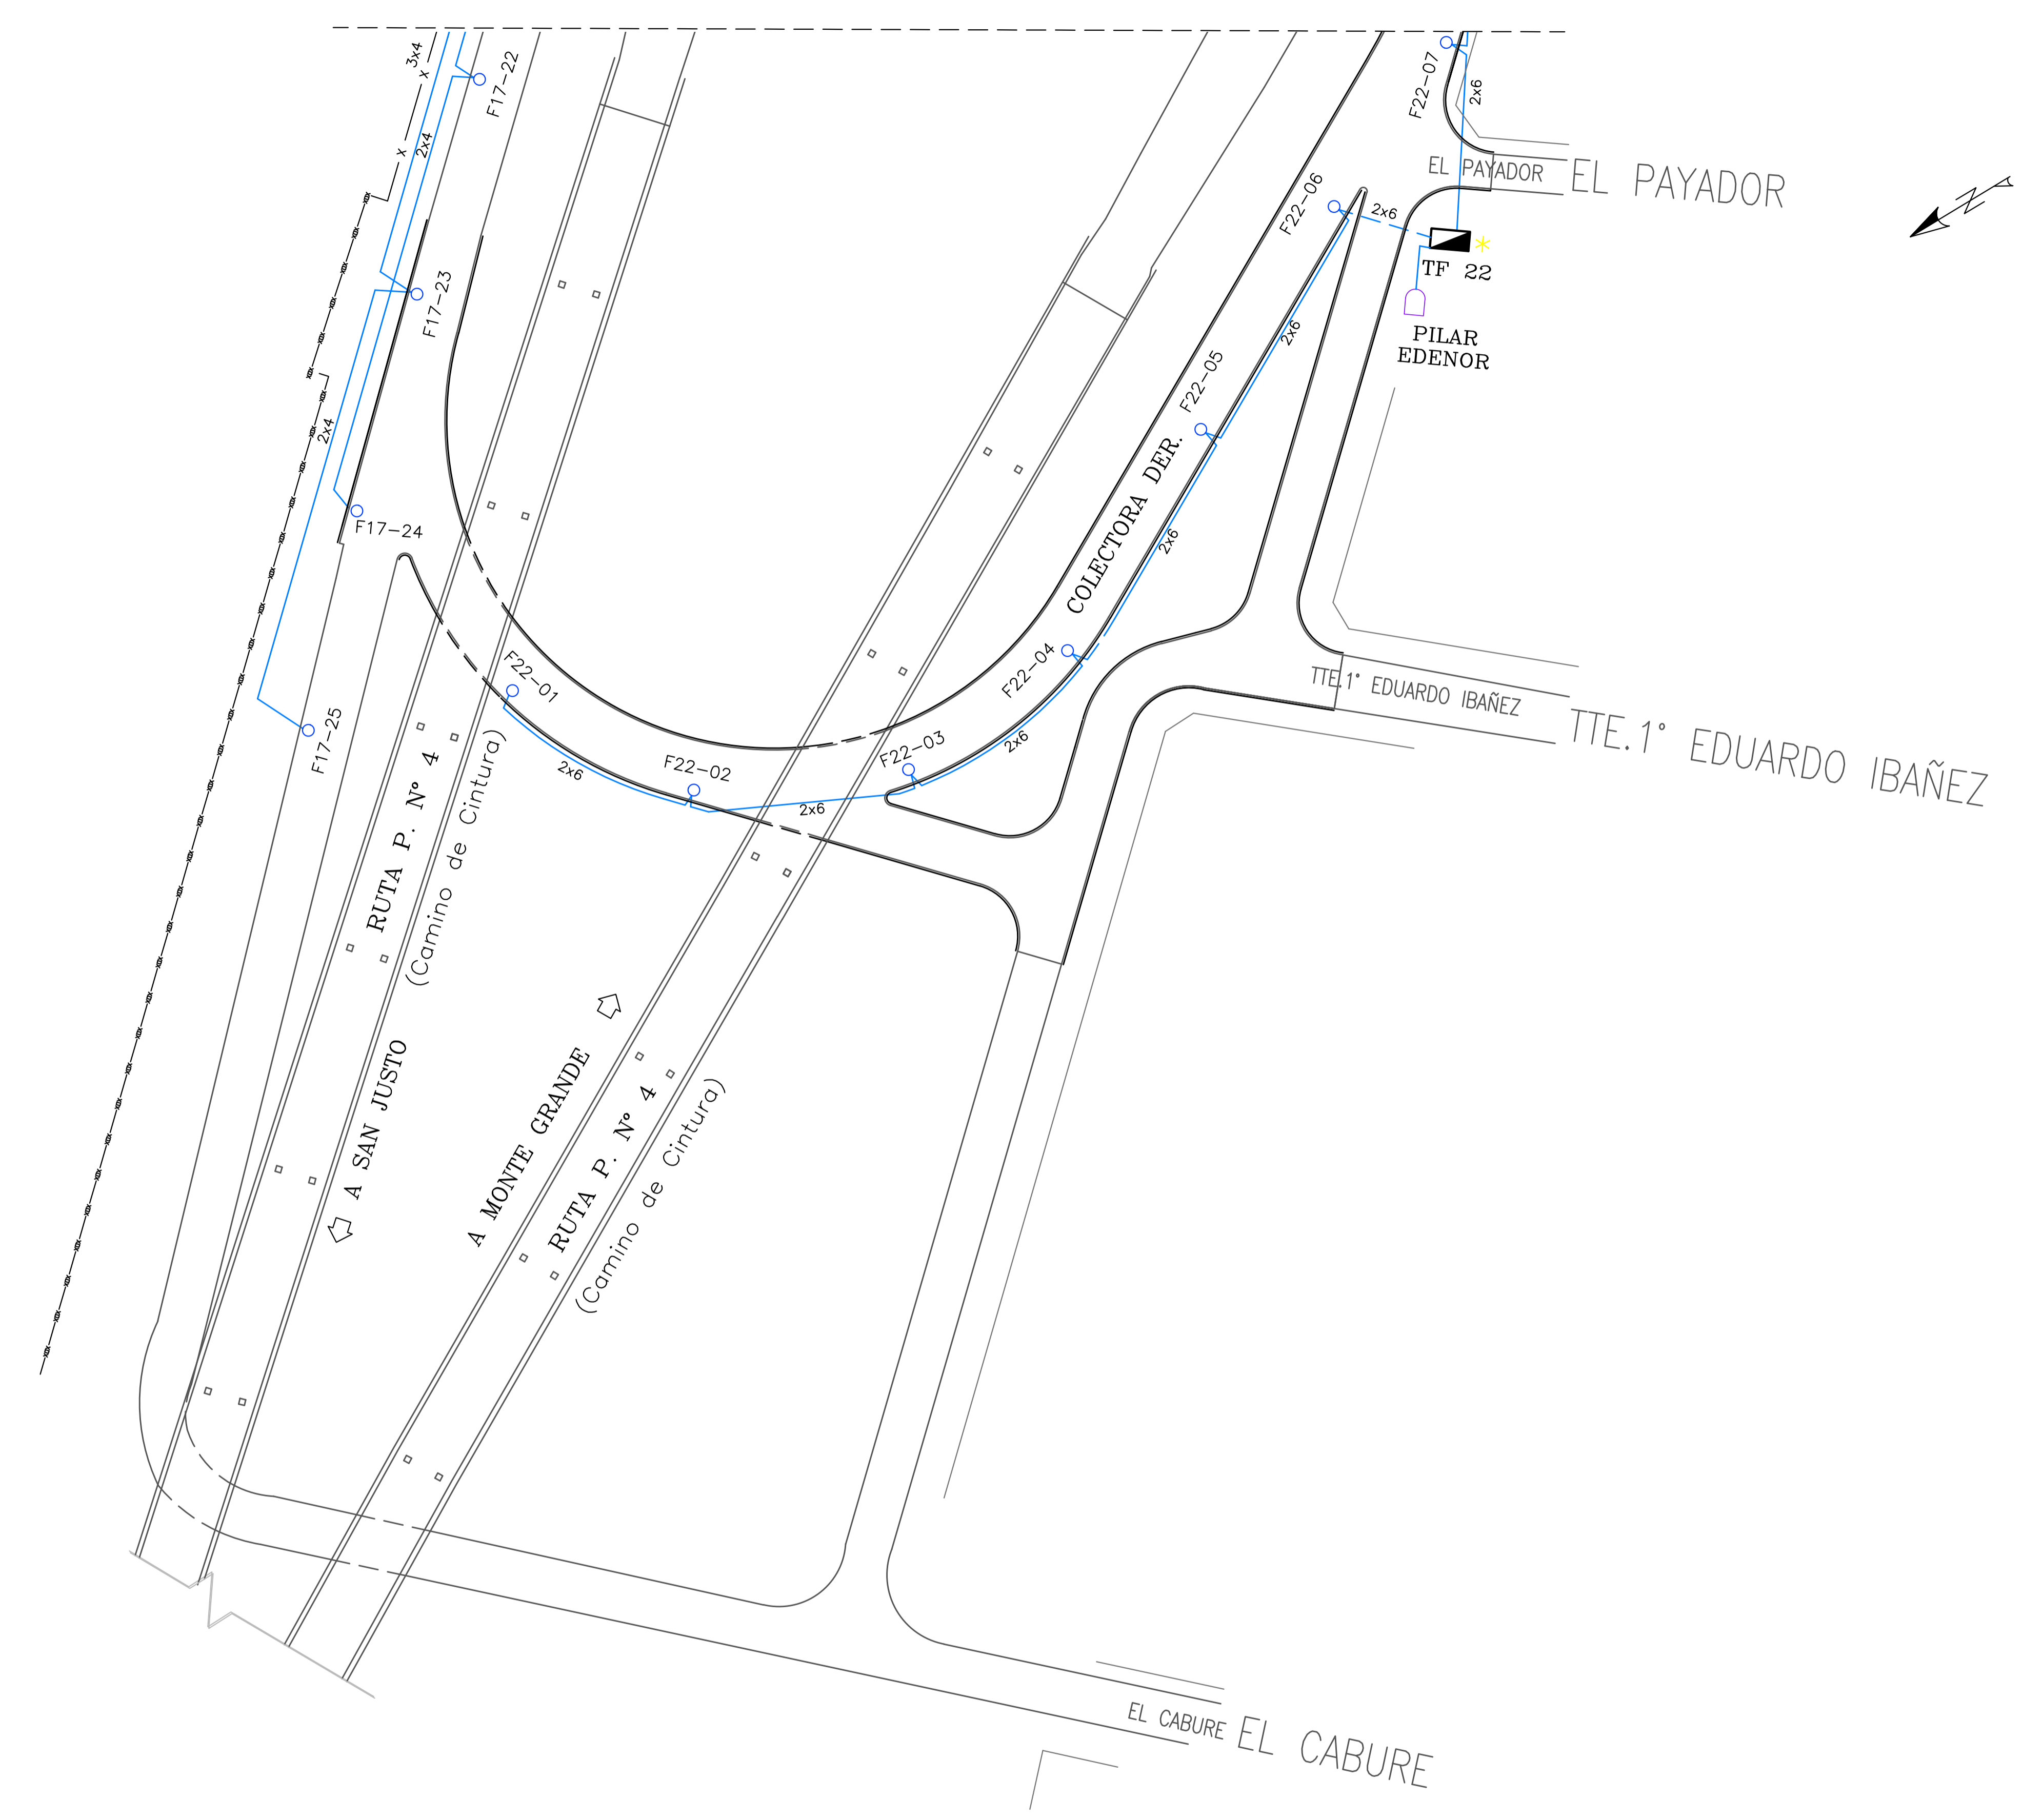 3x4
x
F17-22
F22-07
2x6
2x4
x
EL PAYADOR
EL PAYADOR
F22-06
2x6
N
TF 22
F17-23
PILAR
EDENOR
2x6
F22-05
2x4
COLECTORA DER.
2x6
F17-24
F22-01
F22-04
TTE.1° EDUARDO IBAÑEZ
TTE.1° EDUARDO IBAÑEZ
F17-25
F22-03
2x6
F22-02
2x6
2x6
RUTA P. N° 4
(Camino de Cintura)
A SAN JUSTO
A MONTE GRANDE
RUTA P. N° 4
(Camino de Cintura)
EL CABURE
EL CABURE